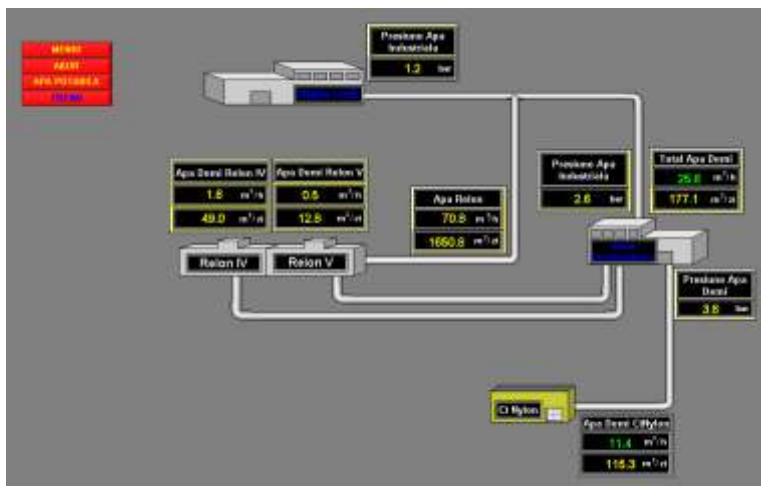 MENIU
APA POTABILA
Presiune Apa
Industriala
1.2 bar
Apa Demi Relon IV
1.6 m³/h
49.0 m³/zi
Apa Demi Relon V
0.5 m³/h
12.8 m³/zi
Apa Relon
70.8 m³/h
1650.8 m³/zi
Presiune Apa
Industriala
2.6 bar
Total Apa Demi
25.0 m³/h
177.1 m³/zi
Relon IV
Relon V
Presiune Apa
Demi
3.8 bar
Ct Nylon
Apa Demi CtNylon
11.4 m³/h
115.3 m³/zi